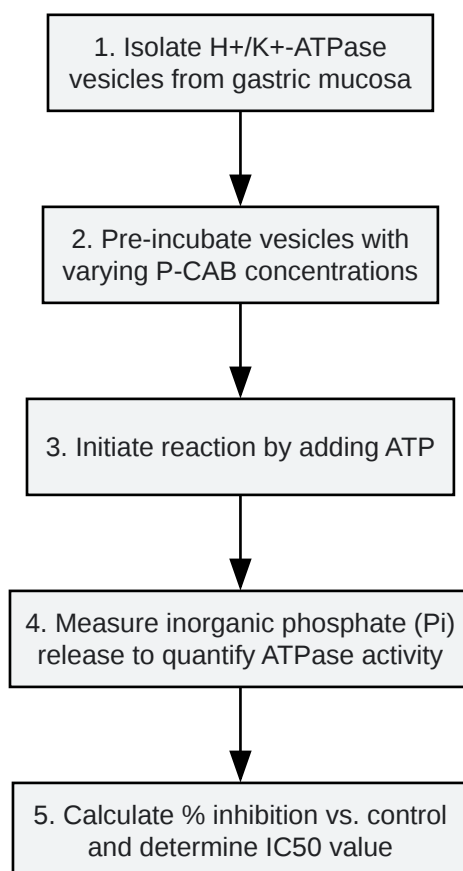 1. Isolate H+/K+-ATPase
vesicles from gastric mucosa
2. Pre-incubate vesicles with
varying P-CAB concentrations
3. Initiate reaction by adding ATP
4. Measure inorganic phosphate (Pi)
release to quantify ATPase activity
5. Calculate % inhibition vs. control
and determine IC50 value